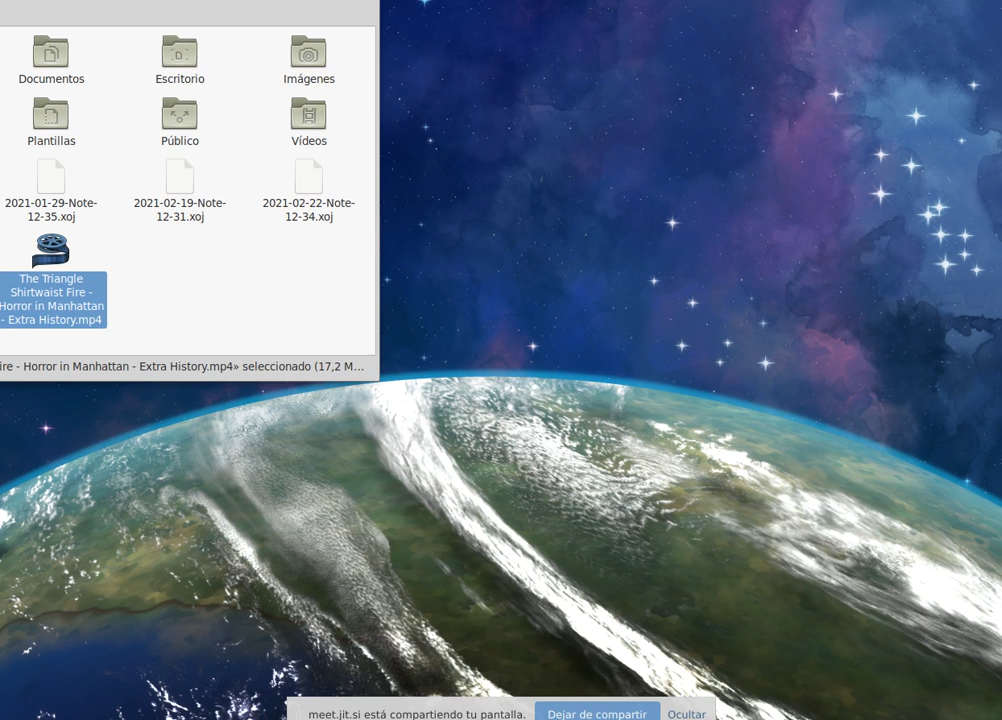 Documentos
Escritorio
Imágenes
Plantillas
Público
Vídeos
2021-01-29-Note-
12-35.xoj
2021-02-19-Note-
12-31.xoj
2021-02-22-Note-
12-34.xoj
The Triangle
Shirtwaist Fire -
Horror in Manhattan
- Extra History.mp4
ire - Horror in Manhattan - Extra History.mp4» seleccionado (17,2 M…
meet.jit.si está compartiendo tu pantalla.
Dejar de compartir
Ocultar